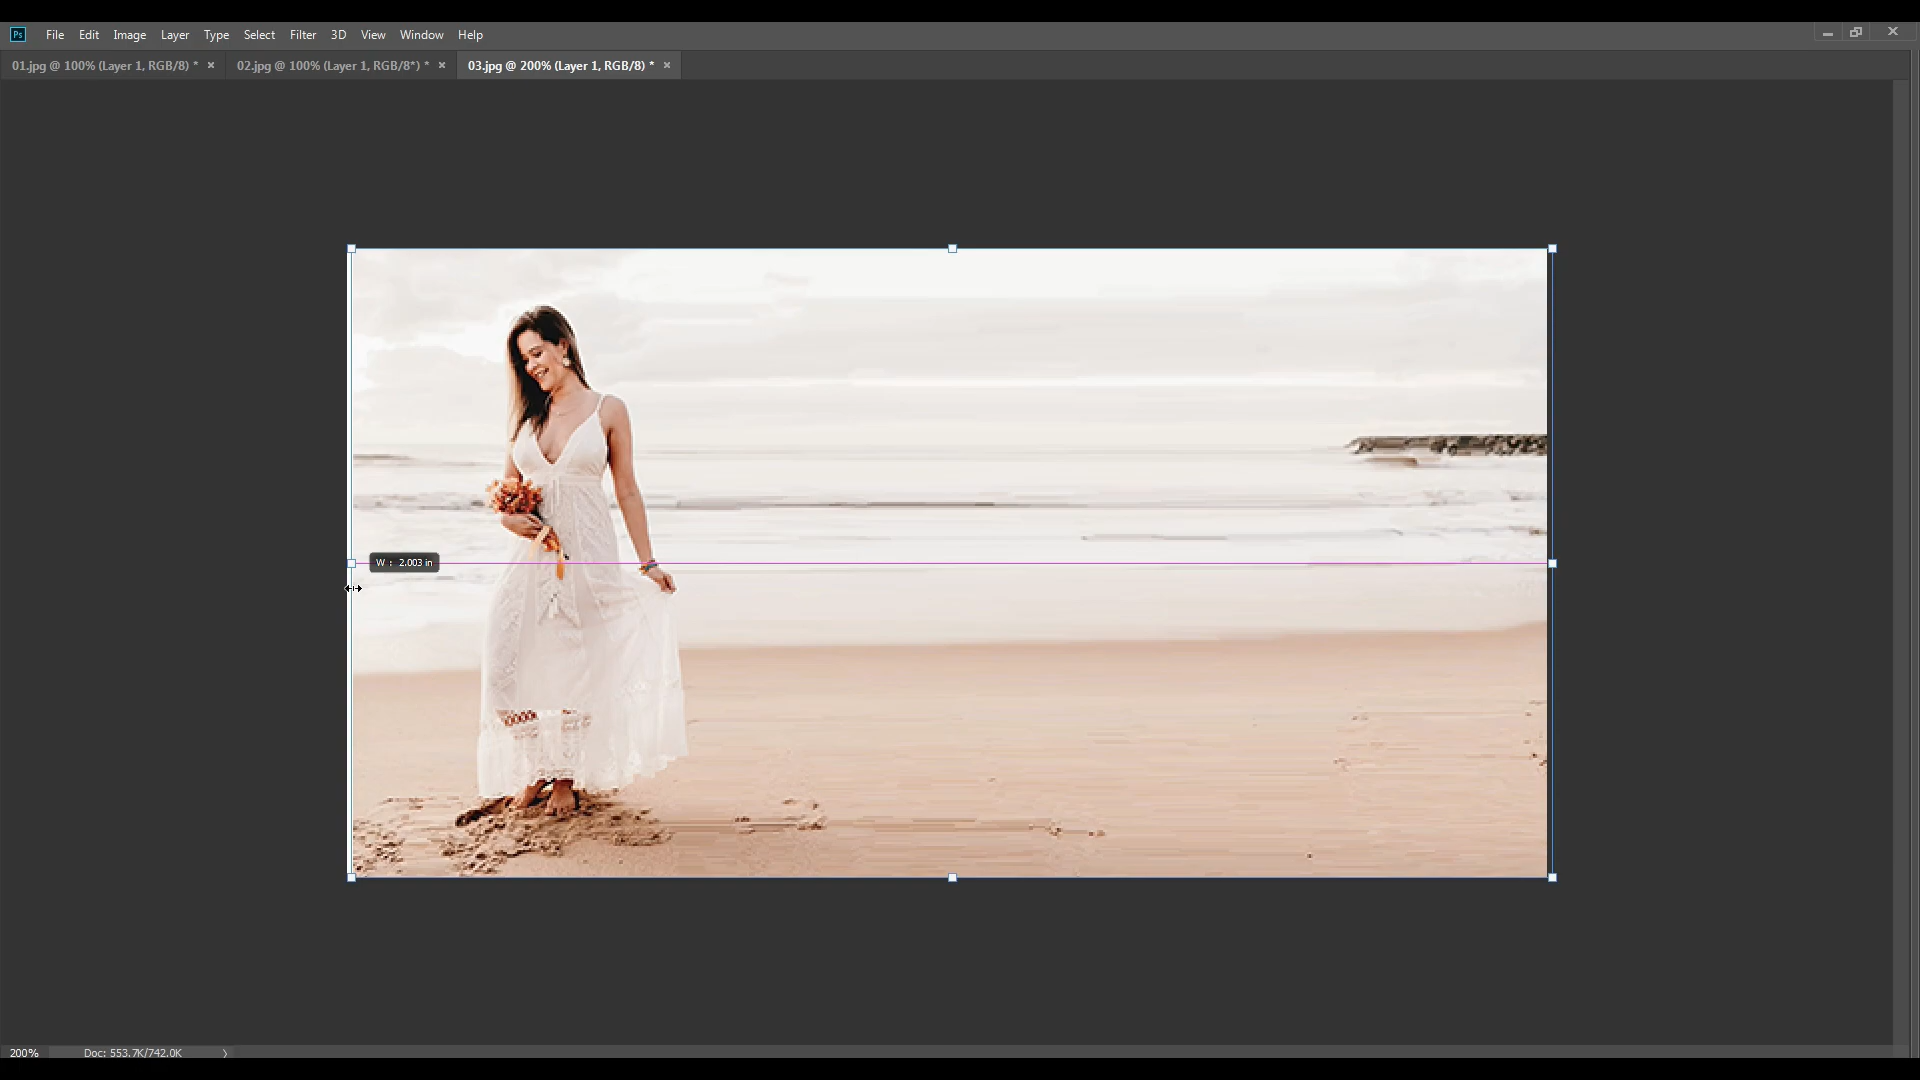 Ps File Edit Image Layer Type Select Filter 3D View Window Help
01.jpg @ 100% (Layer 1, RGB/8) * × 02.jpg @ 100% (Layer 1, RGB/8*) * × 03.jpg @ 200% (Layer 1, RGB/8) * ×
W : 2.003 in
200% Doc: 553.7K/742.0K